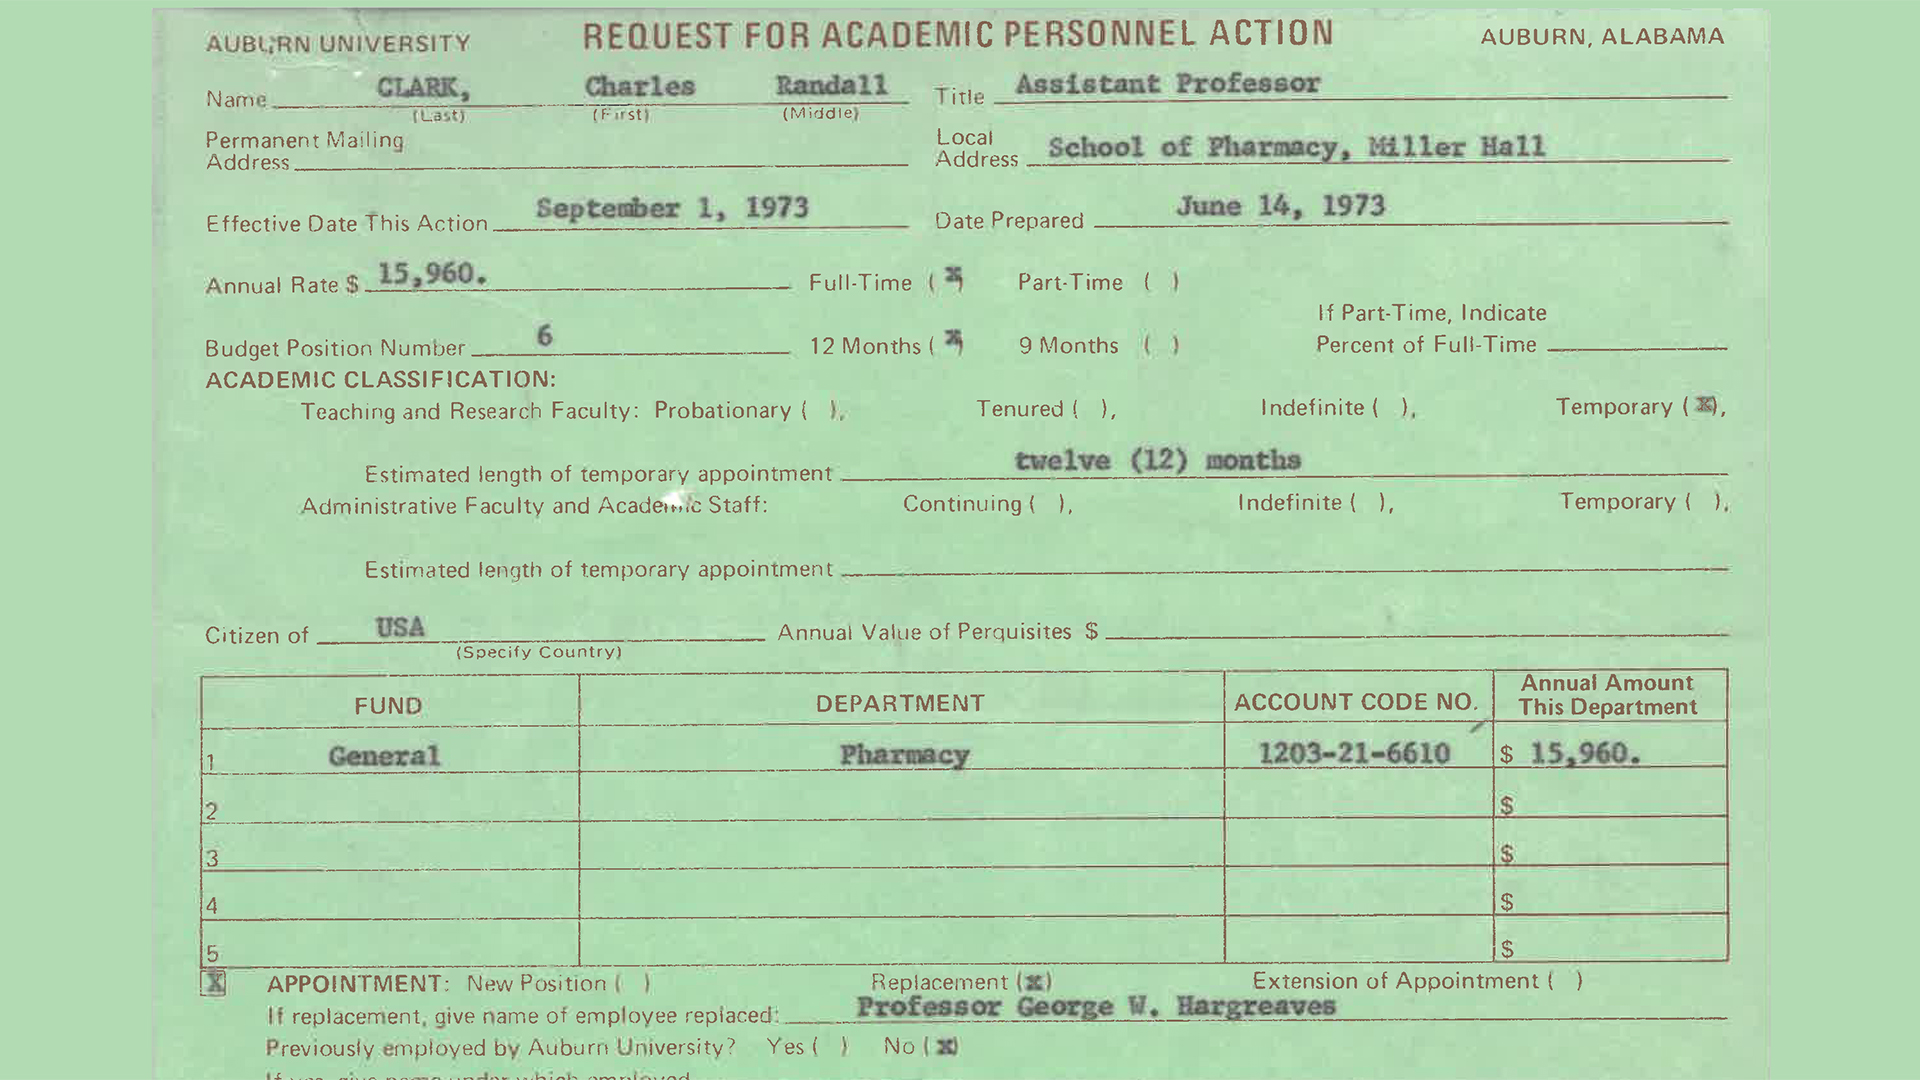 AUBURN UNIVERSITY REQUEST FOR ACADEMIC PERSONNEL ACTION AUBURN, ALABAMA
Name CLARK, Charles Randall Title Assistant Professor
(Last) (First) (Middle)
Permanent Mailing Address
Local Address School of Pharmacy, Miller Hall
Effective Date This Action September 1, 1973 Date Prepared June 14, 1973
Annual Rate $ 15,960. Full-Time (X) Part-Time ( )
If Part-Time, Indicate
Budget Position Number 6 12 Months (X) 9 Months ( ) Percent of Full-Time
ACADEMIC CLASSIFICATION:
Teaching and Research Faculty: Probationary ( ), Tenured ( ), Indefinite ( ), Temporary (X),
Estimated length of temporary appointment twelve (12) months
Administrative Faculty and Academic Staff: Continuing ( ), Indefinite ( ), Temporary ( ),
Estimated length of temporary appointment
Citizen of USA Annual Value of Perquisites $
(Specify Country)
FUND DEPARTMENT ACCOUNT CODE NO. Annual Amount This Department
1 General Pharmacy 1203-21-6610 $ 15,960.
2 $
3 $
4 $
5 $
X APPOINTMENT: New Position ( ) Replacement (X) Extension of Appointment ( )
If replacement, give name of employee replaced: Professor George W. Hargreaves
Previously employed by Auburn University? Yes ( ) No (X)
If yes, give name under which employed